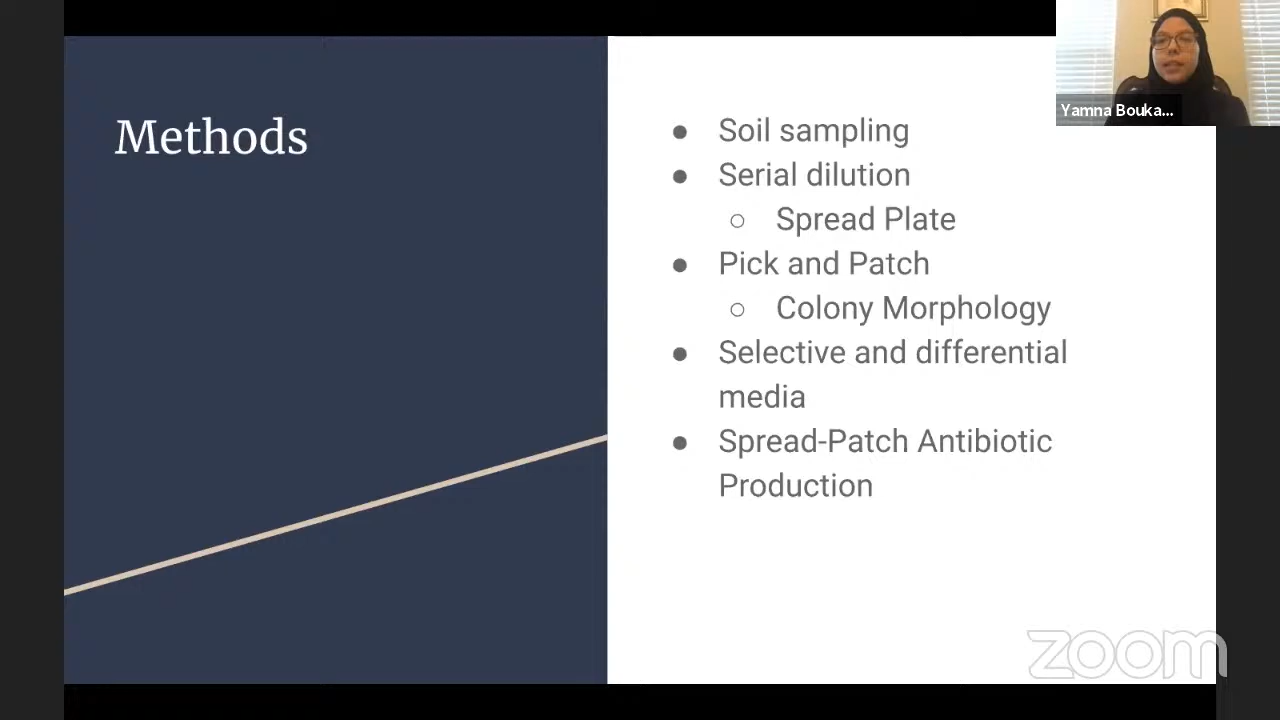 Methods
● Soil sampling
● Serial dilution
○ Spread Plate
● Pick and Patch
○ Colony Morphology
● Selective and differential
media
● Spread-Patch Antibiotic
Production
Yamna Bouka...
zoom